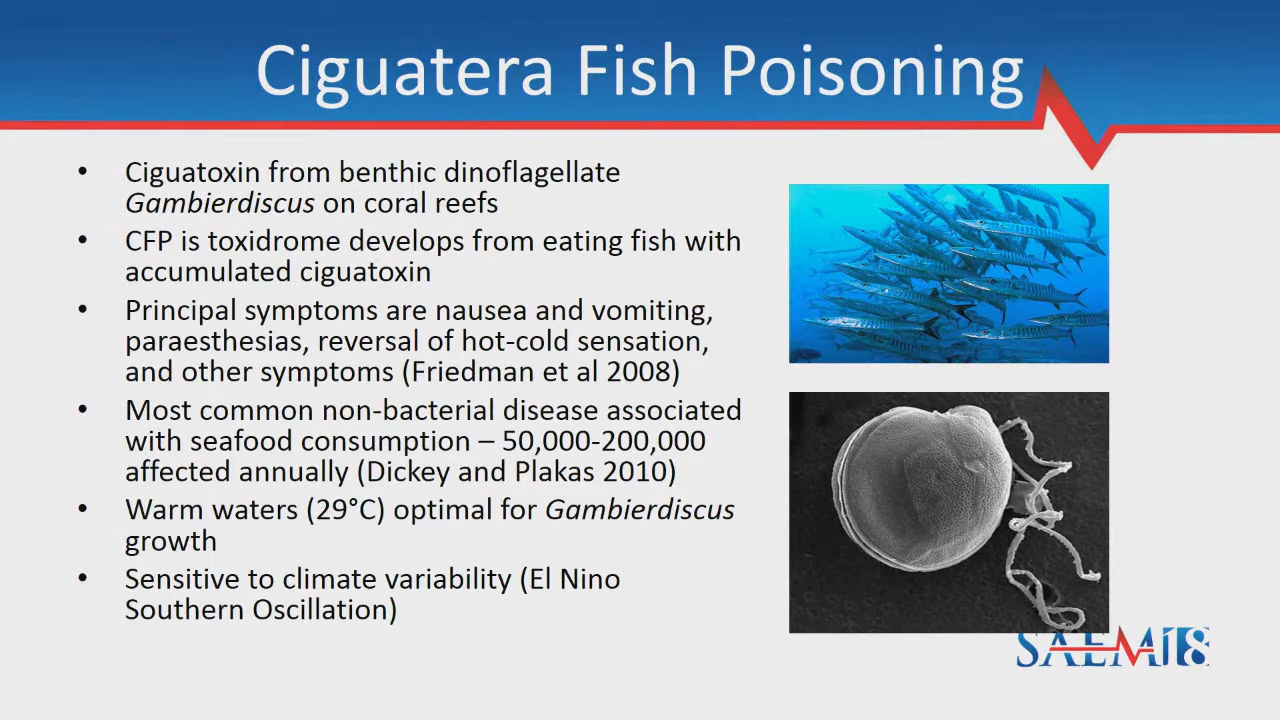 Ciguatera Fish Poisoning
• Ciguatoxin from benthic dinoflagellate
Gambierdiscus on coral reefs
• CFP is toxidrome develops from eating fish with
accumulated ciguatoxin
• Principal symptoms are nausea and vomiting,
paraesthesias, reversal of hot-cold sensation,
and other symptoms (Friedman et al 2008)
• Most common non-bacterial disease associated
with seafood consumption – 50,000-200,000
affected annually (Dickey and Plakas 2010)
• Warm waters (29°C) optimal for Gambierdiscus
growth
• Sensitive to climate variability (El Nino
Southern Oscillation)
SAEM18